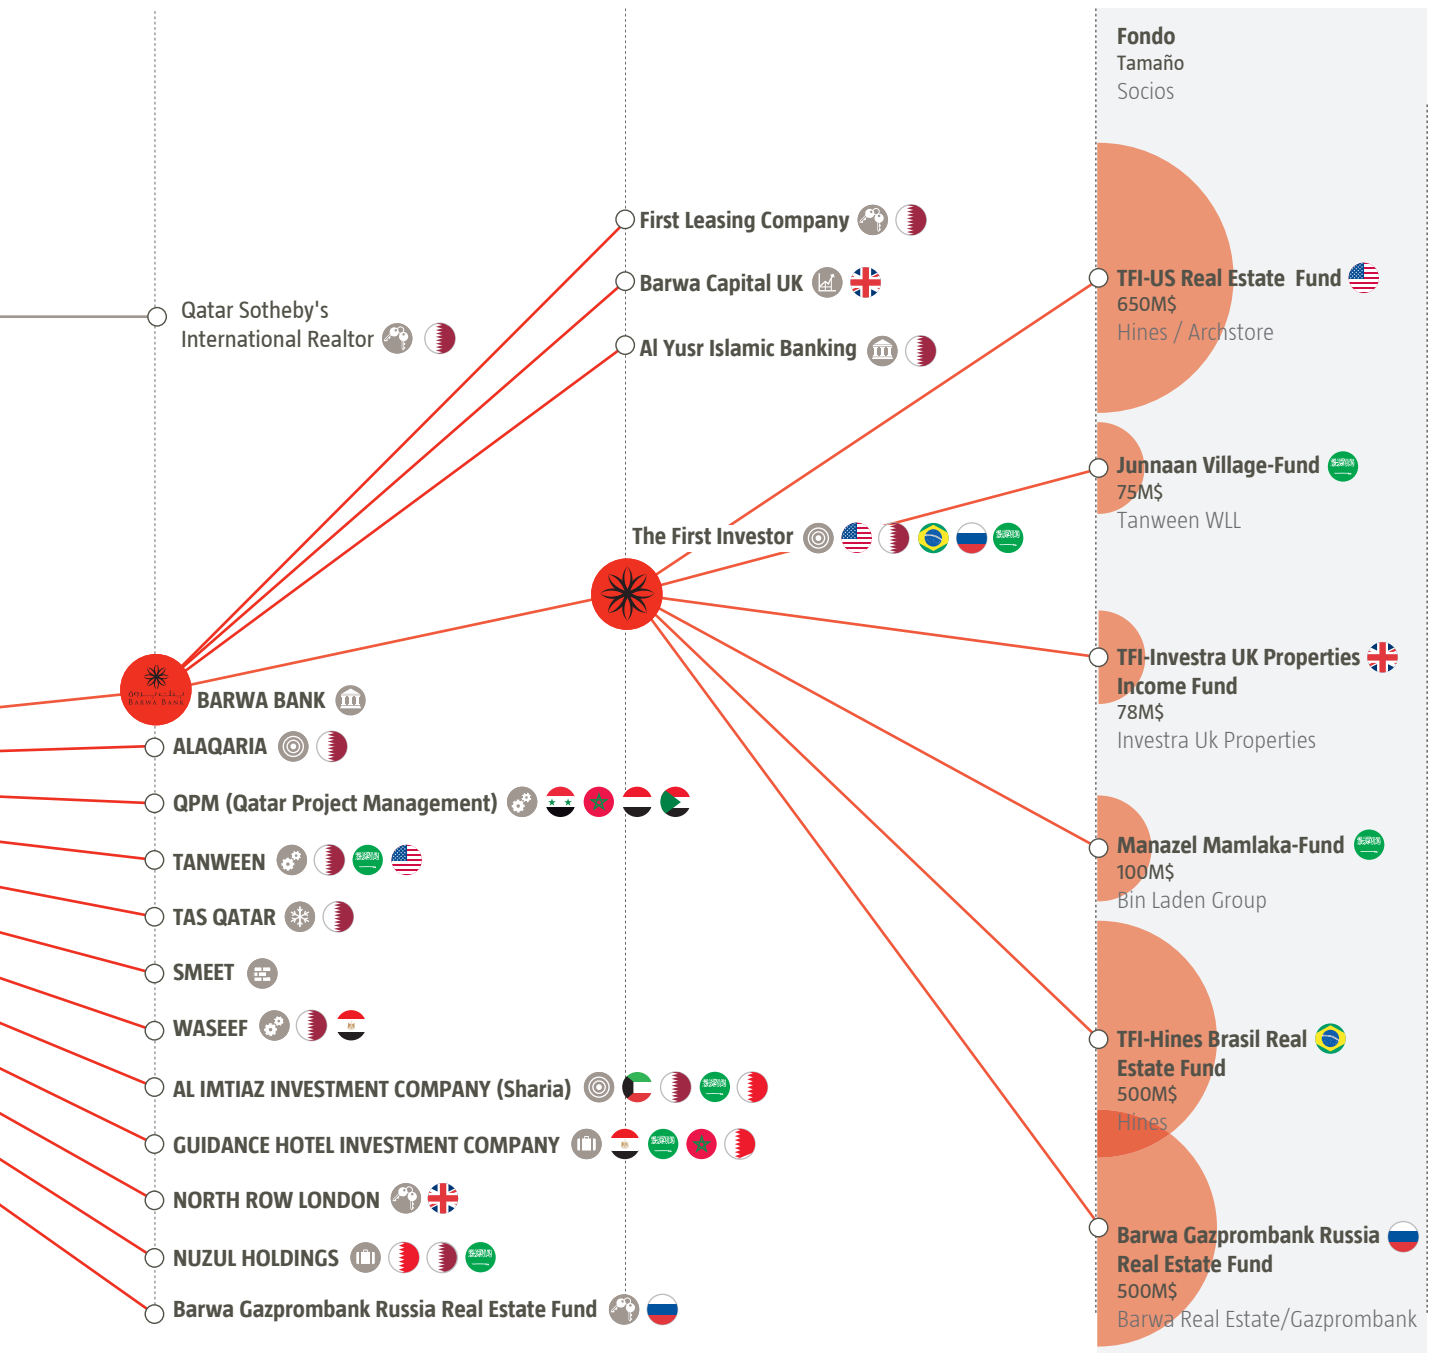 Fondo
Tamaño
Socios
First Leasing Company
Barwa Capital UK
Al Yusr Islamic Banking
Qatar Sotheby's
International Realtor
TFI-US Real Estate Fund
650M$
Hines / Archstore
Junnaan Village-Fund
75M$
Tanween WLL
The First Investor
TFI-Investra UK Properties
Income Fund
78M$
Investra Uk Properties
BARWA BANK
BARWA BANK
ALAQARIA
QPM (Qatar Project Management)
TANWEEN
TAS QATAR
SMEET
WASEEF
AL IMTIAZ INVESTMENT COMPANY (Sharia)
GUIDANCE HOTEL INVESTMENT COMPANY
NORTH ROW LONDON
NUZUL HOLDINGS
Barwa Gazprombank Russia Real Estate Fund
Manazel Mamlaka-Fund
100M$
Bin Laden Group
TFI-Hines Brasil Real
Estate Fund
500M$
Hines
Barwa Gazprombank Russia
Real Estate Fund
500M$
Barwa Real Estate/Gazprombank